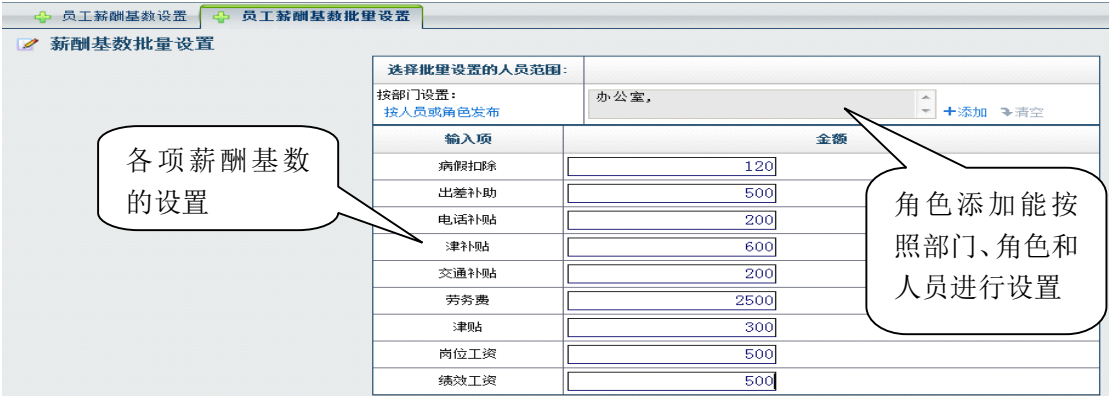 员工薪酬基数设置 员工薪酬基数批量设置
薪酬基数批量设置
选择批量设置的人员范围：
按部门设置： 办公室,
按人员或角色发布 添加 清空
输入项 金额
病假扣除 120
出差补助 500
电话补贴 200
津补贴 600
交通补贴 200
劳务费 2500
津贴 300
岗位工资 500
绩效工资 500
各项薪酬基数
的设置
角色添加能按
照部门、角色和
人员进行设置